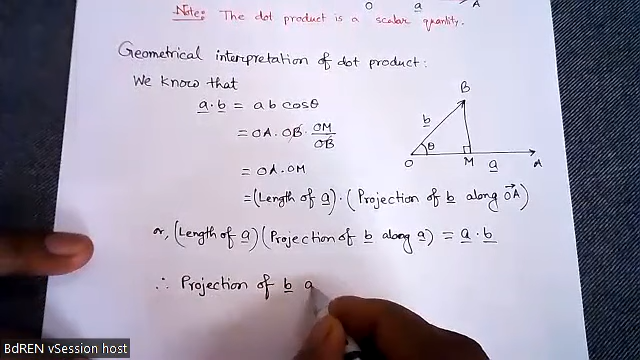 O a A
Note: The dot product is a scalar quantity.
Geometrical interpretation of dot product:
We know that
a · b = ab cosθ
= OA · OB · OM/OB
= OA · OM
= (Length of a) · (Projection of b along OA)
B
b
θ
O M a A
or, (Length of a) (Projection of b along a) = a · b
∴ Projection of b a
BdREN vSession host